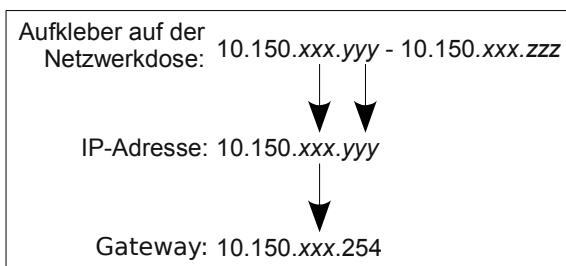 Aufkleber auf der
Netzwerkdose: 10.150.xxx.yyy - 10.150.xxx.zzz
IP-Adresse: 10.150.xxx.yyy
Gateway: 10.150.xxx.254